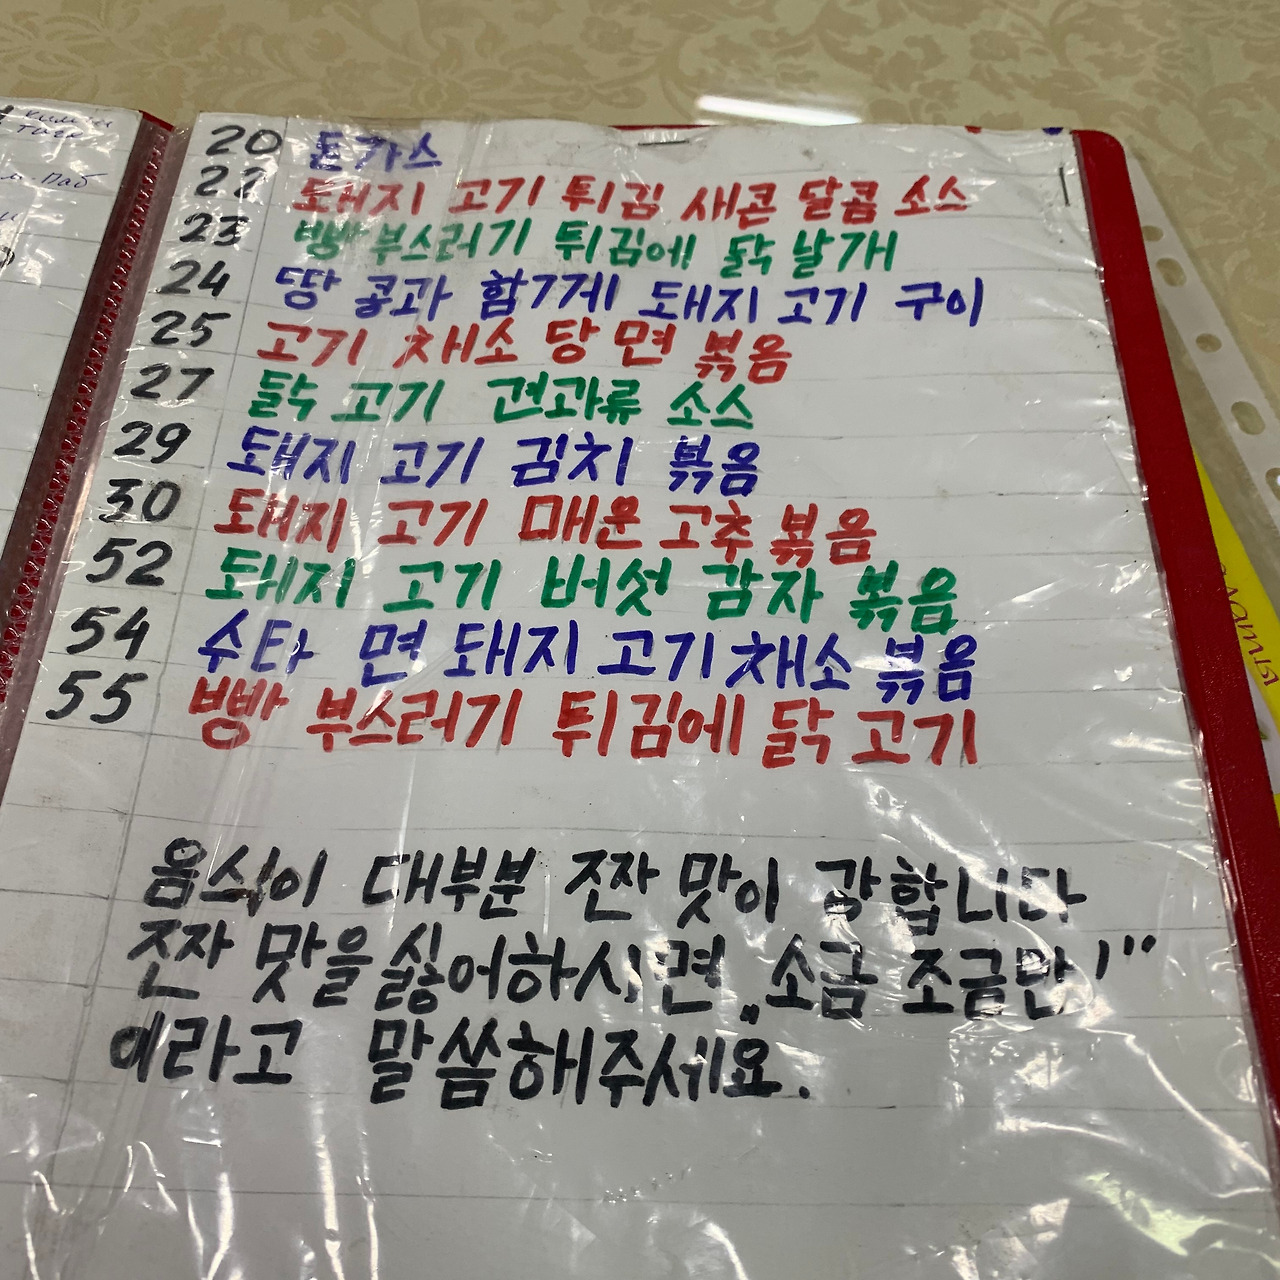 20 돈가스
22 돼지 고기 튀김 새콘 달콤 소스
23 빵 부스러기 튀김에 닭 날개
24 땅 콩과 함께 돼지 고기 구이
25 고기 채소 당 면 볶음
27 닭 고기 견과류 소스
29 돼지 고기 김치 볶음
30 돼지 고기 매운 고추 볶음
52 돼지 고기 버섯 감자 볶음
54 수타 면 돼지 고기 채소 볶음
55 빵 부스러기 튀김에 닭 고기
음식이 대부분 짠 맛이 강합니다
짠 맛을 싫어하시면 „소금 조금만!"
이라고 말씀해주세요.